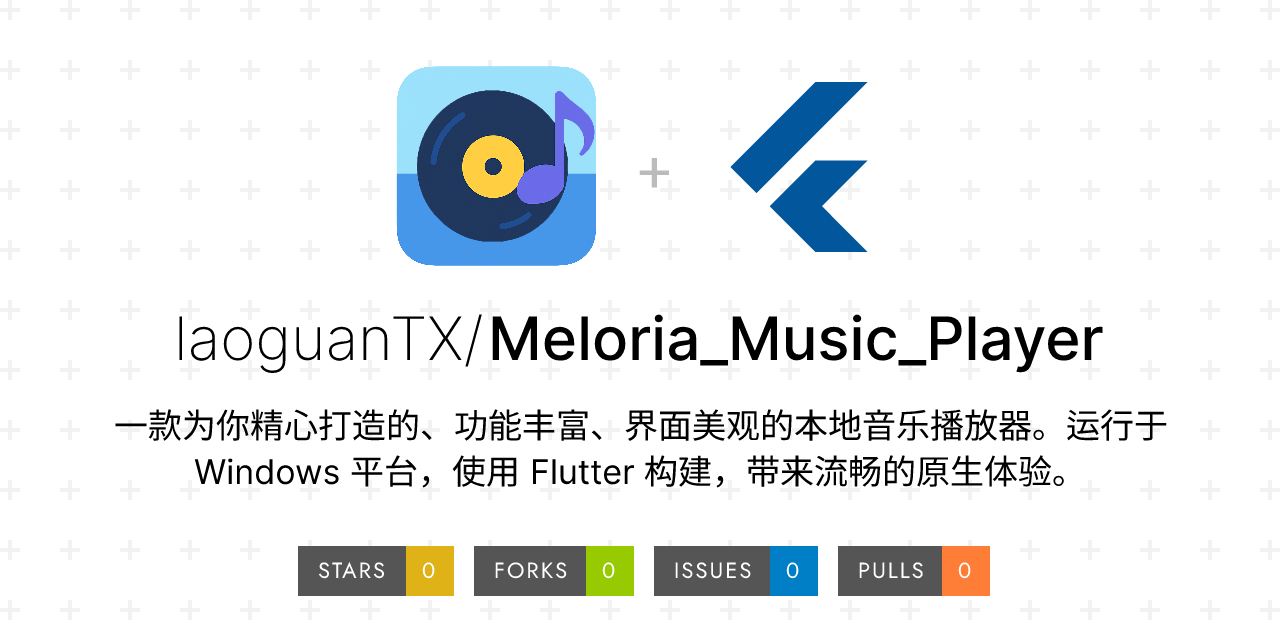 laoguanTX/Meloria_Music_Player
一款为你精心打造的、功能丰富、界面美观的本地音乐播放器。运行于
Windows 平台，使用 Flutter 构建，带来流畅的原生体验。
STARS 0 FORKS 0 ISSUES 0 PULLS 0